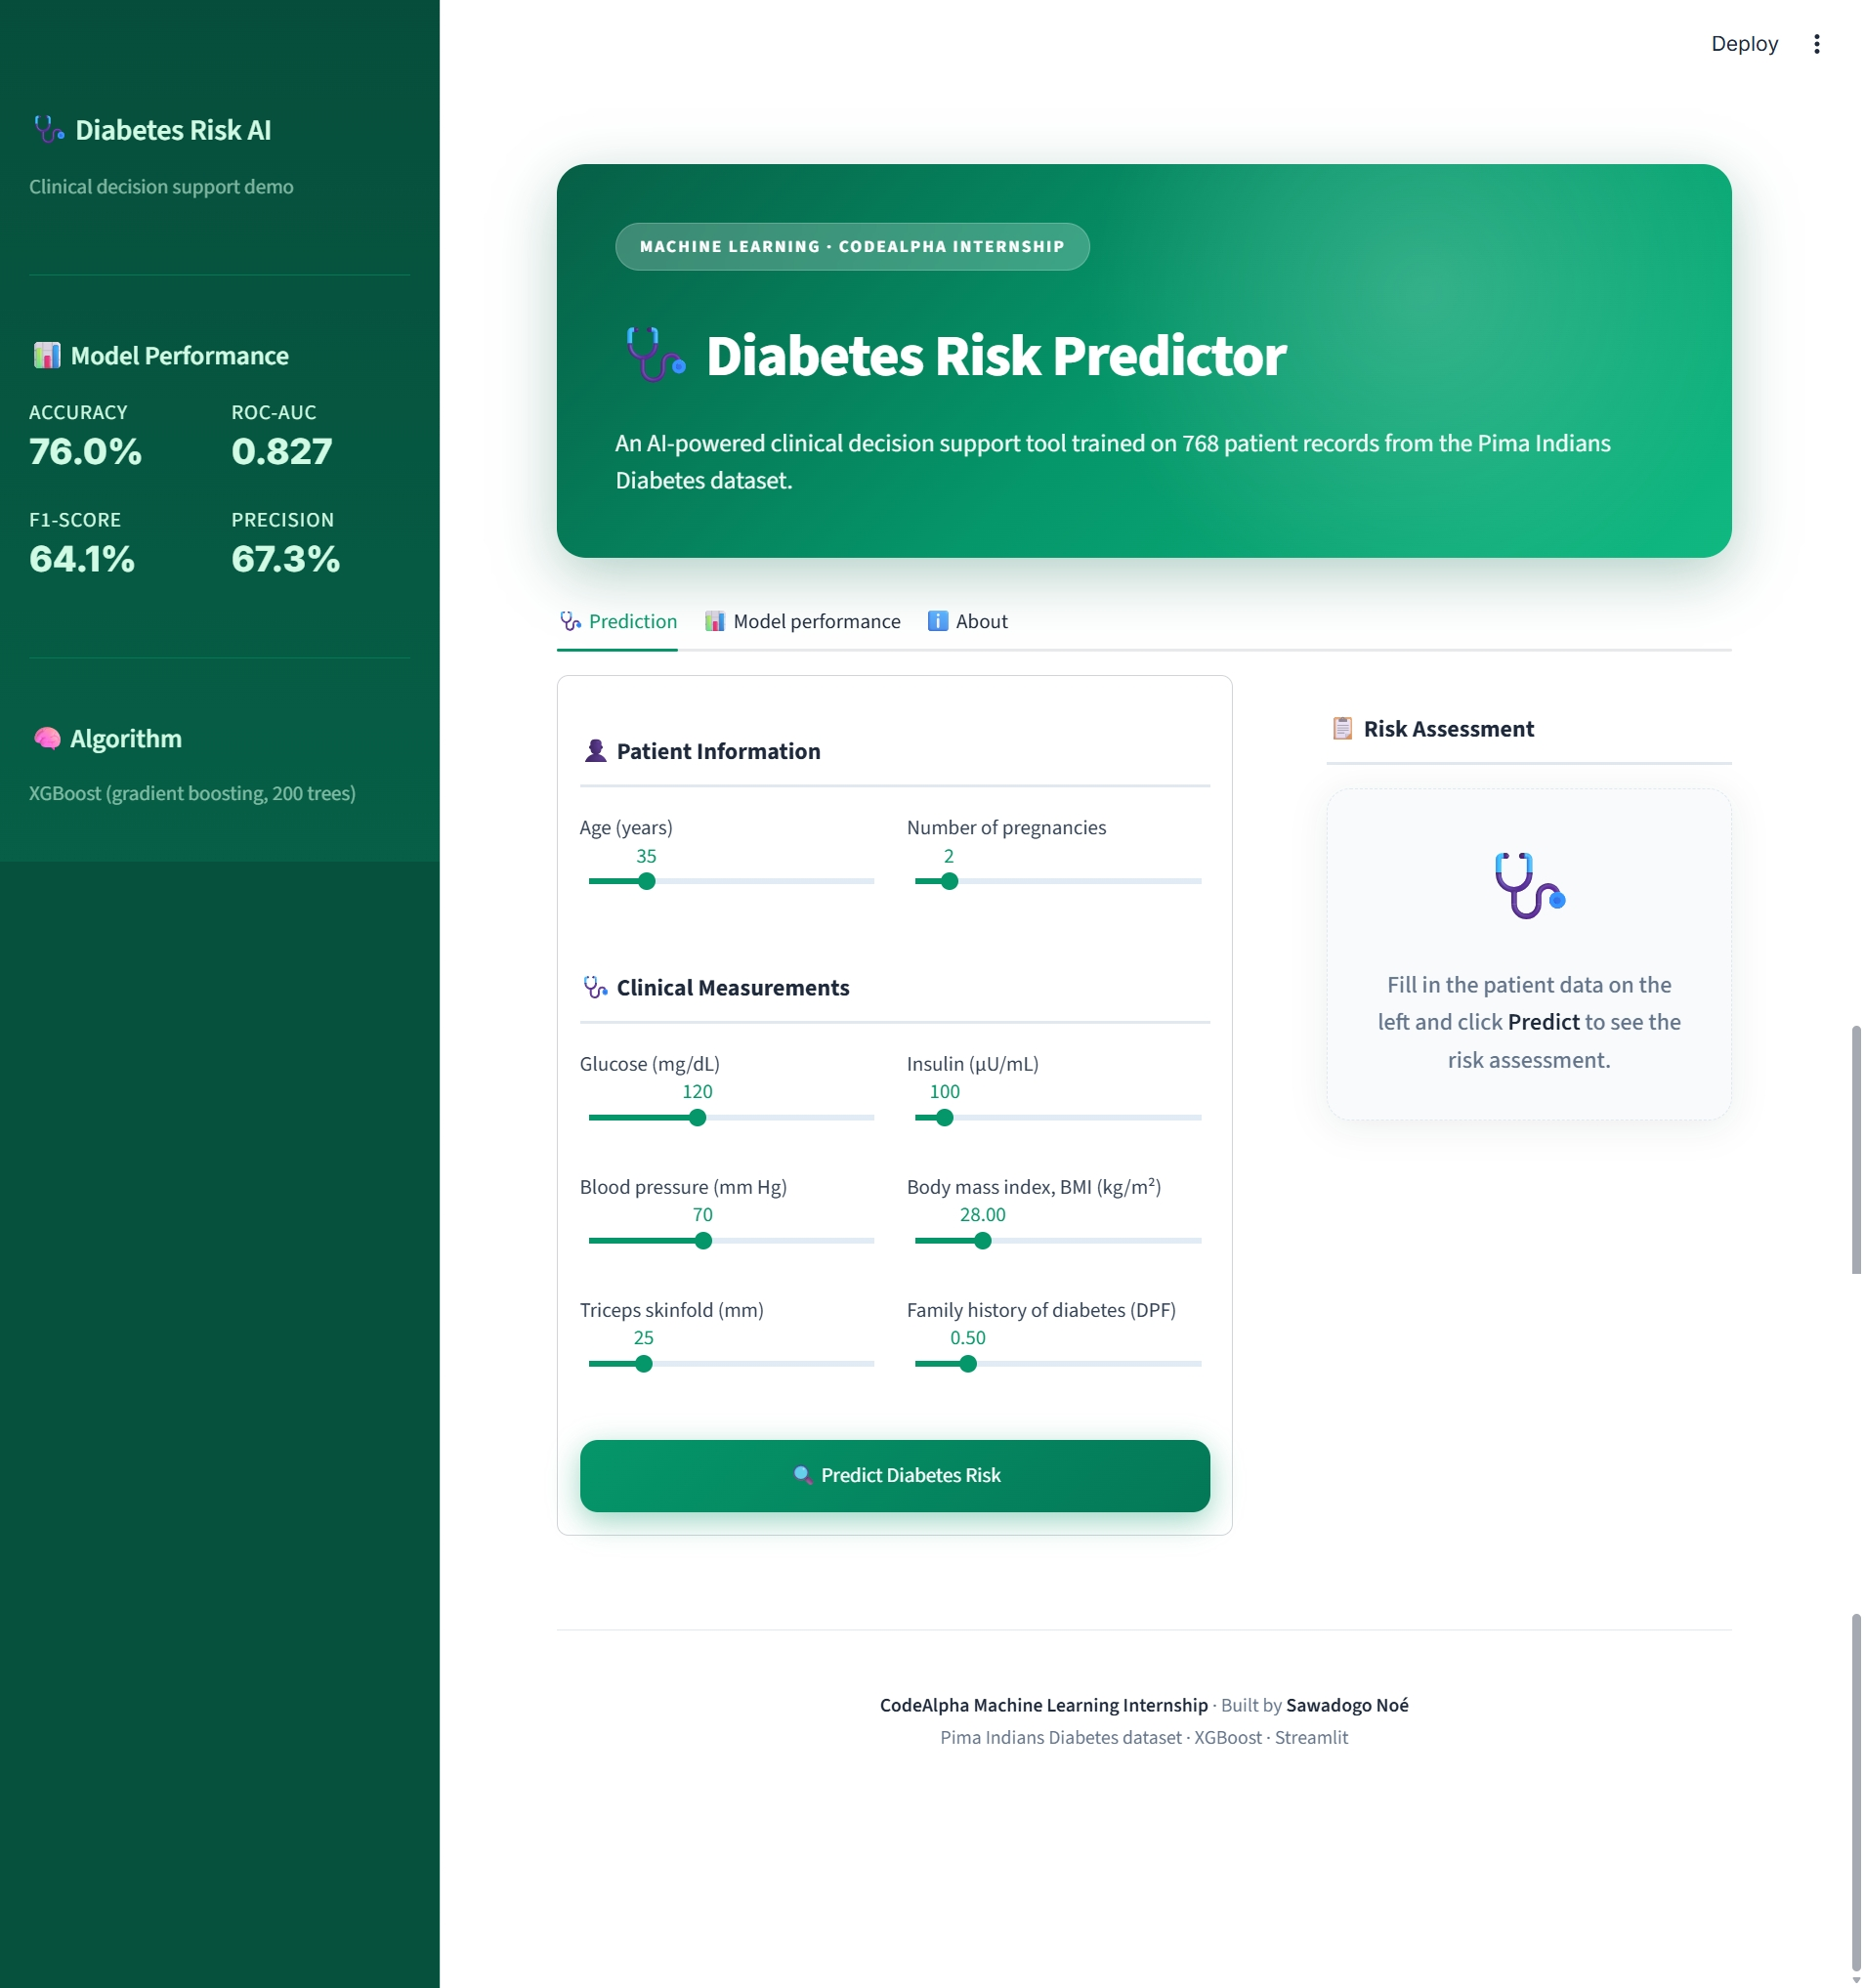 Deploy
Diabetes Risk AI
Clinical decision support demo
Model Performance
ACCURACY
76.0%
ROC-AUC
0.827
F1-SCORE
64.1%
PRECISION
67.3%
Algorithm
XGBoost (gradient boosting, 200 trees)
MACHINE LEARNING · CODEALPHA INTERNSHIP
Diabetes Risk Predictor
An AI-powered clinical decision support tool trained on 768 patient records from the Pima Indians
Diabetes dataset.
Prediction
Model performance
About
Patient Information
Age (years)
35
Number of pregnancies
2
Clinical Measurements
Glucose (mg/dL)
120
Insulin (µU/mL)
100
Blood pressure (mm Hg)
70
Body mass index, BMI (kg/m²)
28.00
Triceps skinfold (mm)
25
Family history of diabetes (DPF)
0.50
Predict Diabetes Risk
Risk Assessment
Fill in the patient data on the
left and click Predict to see the
risk assessment.
CodeAlpha Machine Learning Internship · Built by Sawadogo Noé
Pima Indians Diabetes dataset · XGBoost · Streamlit